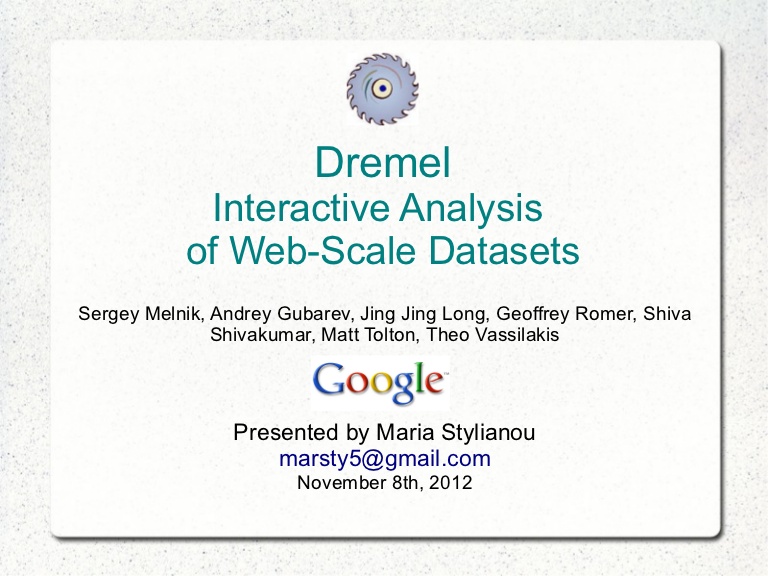 Dremel
Interactive Analysis
of Web-Scale Datasets
Sergey Melnik, Andrey Gubarev, Jing Jing Long, Geoffrey Romer, Shiva
Shivakumar, Matt Tolton, Theo Vassilakis
Google™
Presented by Maria Stylianou
marsty5@gmail.com
November 8th, 2012